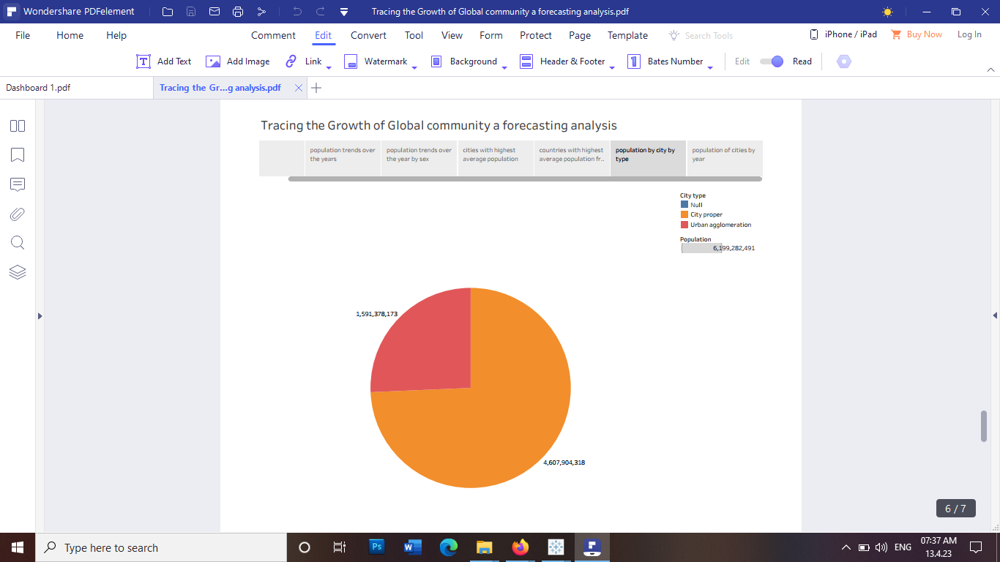 Wondershare PDFelement
Tracing the Growth of Global community a forecasting analysis.pdf
File Home Help Comment Edit Convert Tool View Form Protect Page Template Search Tools iPhone / iPad Buy Now Log In
Add Text Add Image Link Watermark Background Header & Footer Bates Number Edit Read
Dashboard 1.pdf
Tracing the Gr...g analysis.pdf
Tracing the Growth of Global community a forecasting analysis
population trends over
the years
population trends over
the year by sex
cities with highest
average population
countries with highest
average population fr..
population by city by
type
population of cities by
year
City type
Null
City proper
Urban agglomeration
Population
6,199,282,491
1,591,378,173
4,607,904,318
6 / 7
Type here to search
Ps
W
ENG
07:37 AM
13.4.23